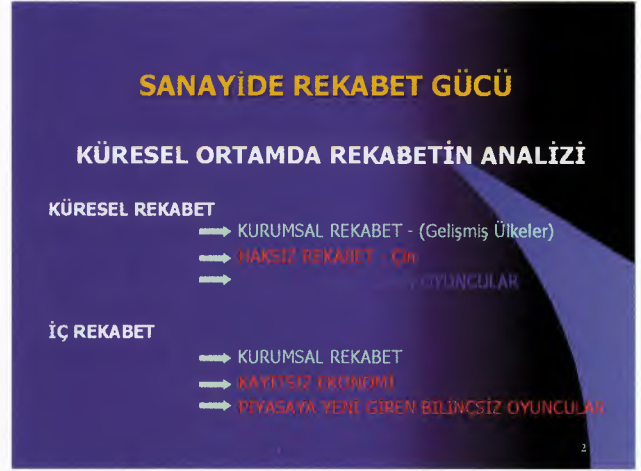 SANAYİDE REKABET GÜCÜ
KÜRESEL ORTAMDA REKABETİN ANALİZİ
KÜRESEL REKABET
KURUMSAL REKABET - (Gelişmiş Ülkeler)
HAKSIZ REKABET - Çin
OYUNCULAR
İÇ REKABET
KURUMSAL REKABET
KAYITSIZ EKONOMİ
PİYASAYA YENİ GİREN BİLİNÇSİZ OYUNCULAR
2